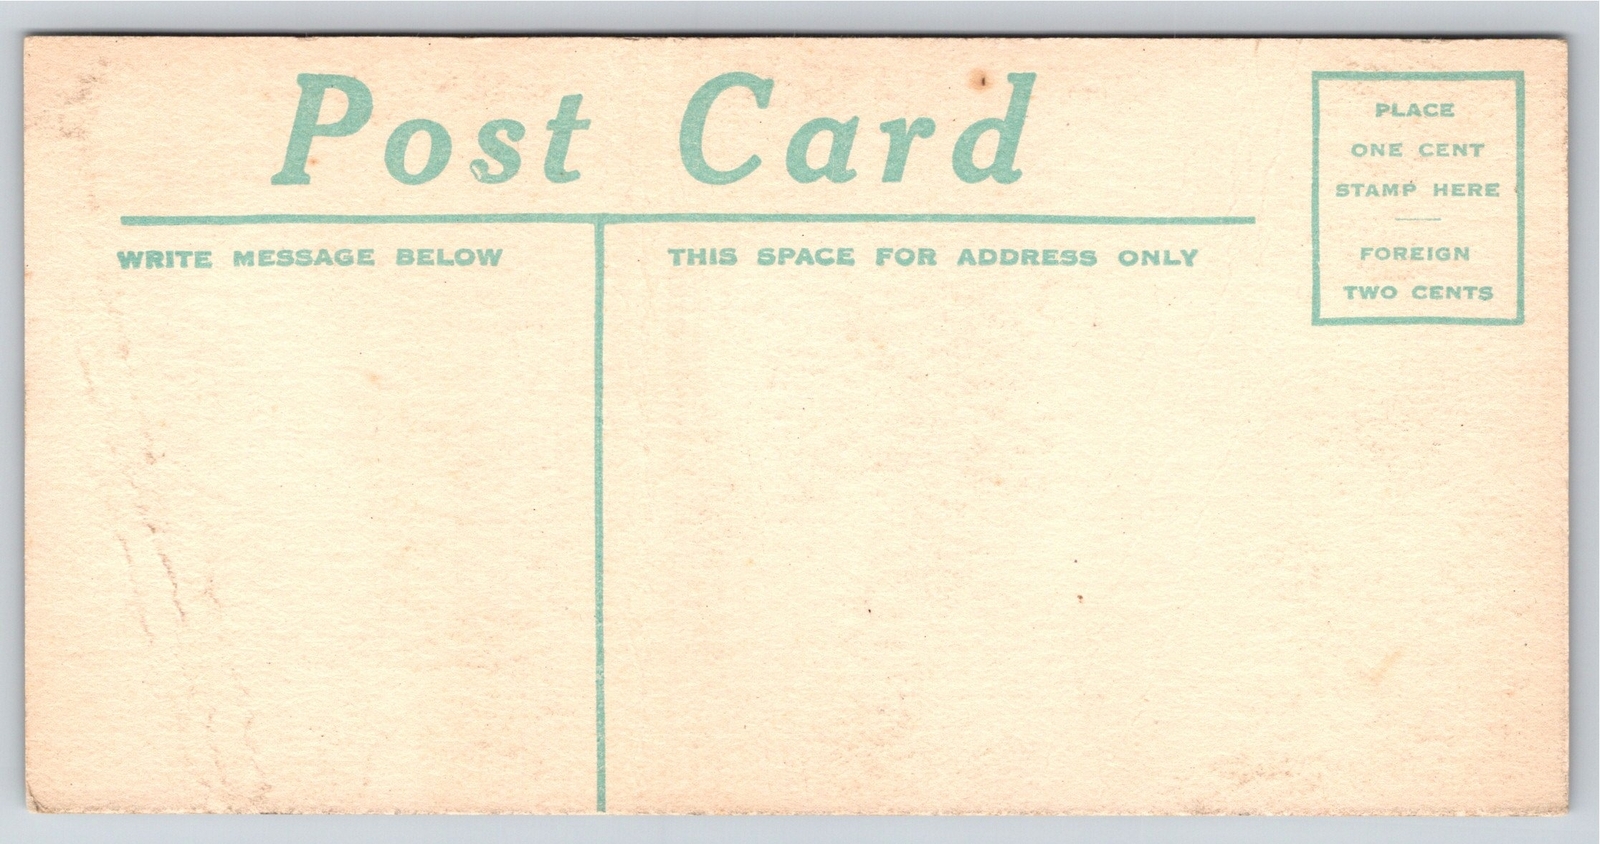 Post Card
PLACE
ONE CENT
STAMP HERE
FOREIGN
TWO CENTS
WRITE MESSAGE BELOW
THIS SPACE FOR ADDRESS ONLY